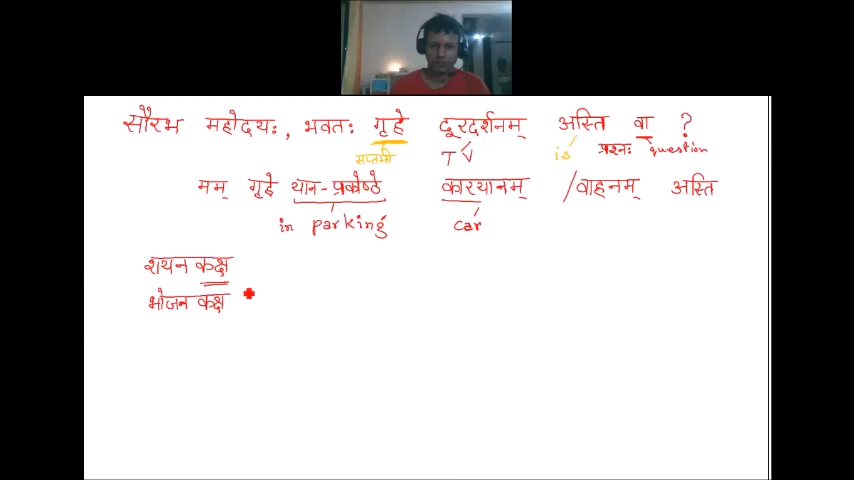 सौरभ महोदयः, भवतः गृहे दूरदर्शनम् अस्ति वा ?
सप्तमी TV is प्रश्नः question
मम् गृहे यान-प्रकोष्ठे कारयानम् /वाहनम् अस्ति
in parking car
शयन कक्ष
भोजन कक्ष